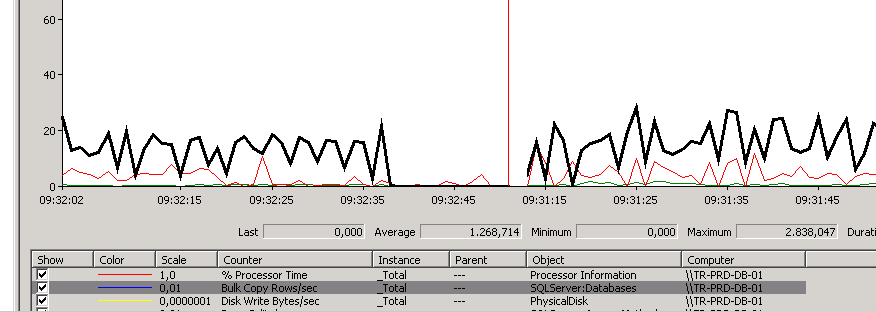 60
40
20
0
09:32:02 09:32:15 09:32:25 09:32:35 09:32:45 09:31:15 09:31:25 09:31:35 09:31:45
Last 0,000 Average 1.268,714 Minimum 0,000 Maximum 2.838,047 Durati
Show Color Scale Counter Instance Parent Object Computer
1,0 % Processor Time _Total --- Processor Information \\TR-PRD-DB-01
0,01 Bulk Copy Rows/sec _Total --- SQLServer:Databases \\TR-PRD-DB-01
0,0000001 Disk Write Bytes/sec _Total --- PhysicalDisk \\TR-PRD-DB-01